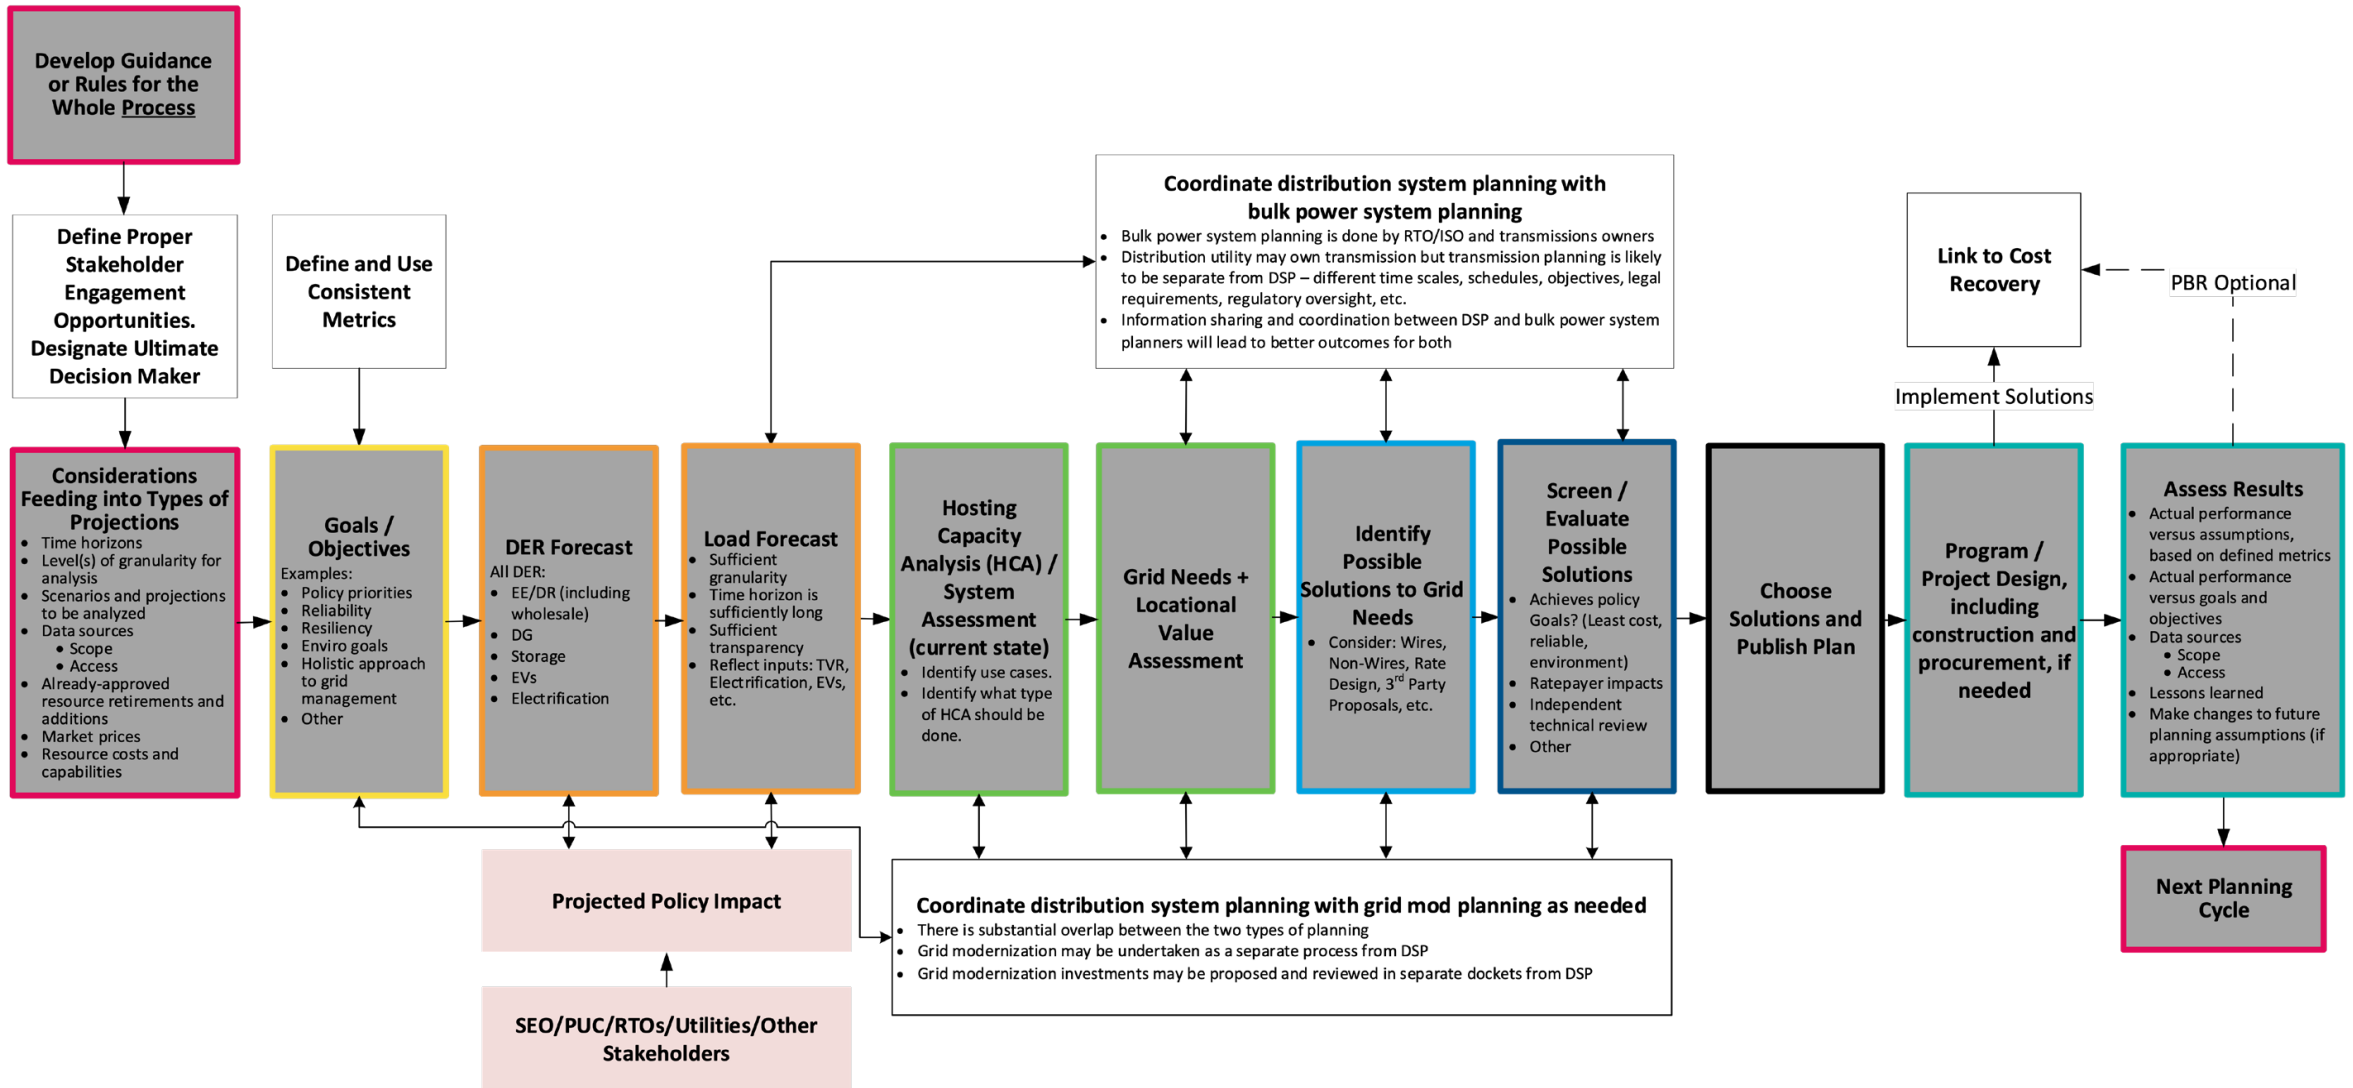 Develop Guidance
or Rules for the
Whole Process
Define Proper
Stakeholder
Engagement
Opportunities.
Designate Ultimate
Decision Maker
Define and Use
Consistent
Metrics
Coordinate distribution system planning with
bulk power system planning
• Bulk power system planning is done by RTO/ISO and transmissions owners
• Distribution utility may own transmission but transmission planning is likely
to be separate from DSP – different time scales, schedules, objectives, legal
requirements, regulatory oversight, etc.
• Information sharing and coordination between DSP and bulk power system
planners will lead to better outcomes for both
Link to Cost
Recovery
PBR Optional
Implement Solutions
Considerations
Feeding into Types of
Projections
• Time horizons
• Level(s) of granularity for
analysis
• Scenarios and projections
to be analyzed
• Data sources
• Scope
• Access
• Already-approved
resource retirements and
additions
• Market prices
• Resource costs and
capabilities
Goals /
Objectives
Examples:
• Policy priorities
• Reliability
• Resiliency
• Enviro goals
• Holistic approach
to grid
management
• Other
DER Forecast
All DER:
• EE/DR (including
wholesale)
• DG
• Storage
• EVs
• Electrification
Load Forecast
• Sufficient
granularity
• Time horizon is
sufficiently long
• Sufficient
transparency
• Reflect inputs: TVR,
Electrification, EVs,
etc.
Hosting
Capacity
Analysis (HCA) /
System
Assessment
(current state)
• Identify use cases.
• Identify what type
of HCA should be
done.
Grid Needs +
Locational
Value
Assessment
Identify
Possible
Solutions to Grid
Needs
• Consider: Wires,
Non-Wires, Rate
Design, 3rd Party
Proposals, etc.
Screen /
Evaluate
Possible
Solutions
• Achieves policy
Goals? (Least cost,
reliable,
environment)
• Ratepayer impacts
• Independent
technical review
• Other
Choose
Solutions and
Publish Plan
Program /
Project Design,
including
construction and
procurement, if
needed
Assess Results
• Actual performance
versus assumptions,
based on defined metrics
• Actual performance
versus goals and
objectives
• Data sources
• Scope
• Access
• Lessons learned
• Make changes to future
planning assumptions (if
appropriate)
Projected Policy Impact
SEO/PUC/RTOs/Utilities/Other
Stakeholders
Coordinate distribution system planning with grid mod planning as needed
• There is substantial overlap between the two types of planning
• Grid modernization may be undertaken as a separate process from DSP
• Grid modernization investments may be proposed and reviewed in separate dockets from DSP
Next Planning
Cycle